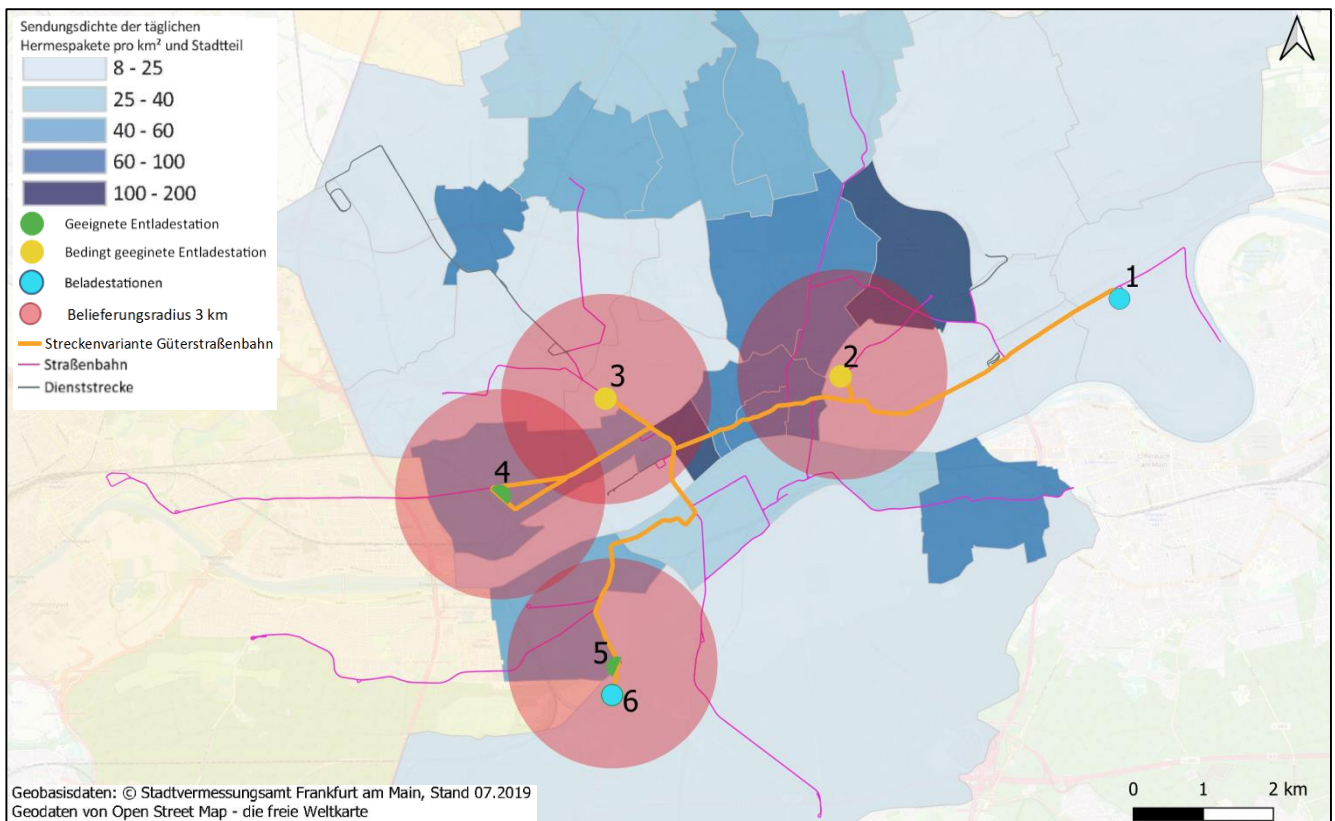 Sendungsdichte der täglichen
Hermespakete pro km² und Stadtteil
8 - 25
25 - 40
40 - 60
60 - 100
100 - 200
Geeignete Entladestation
Bedingt geeginete Entladestation
Beladestationen
Belieferungsradius 3 km
Streckenvariante Güterstraßenbahn
Straßenbahn
Dienststrecke
1
2
3
4
5
6
Geobasisdaten: © Stadtvermessungsamt Frankfurt am Main, Stand 07.2019
Geodaten von Open Street Map - die freie Weltkarte
0 1 2 km